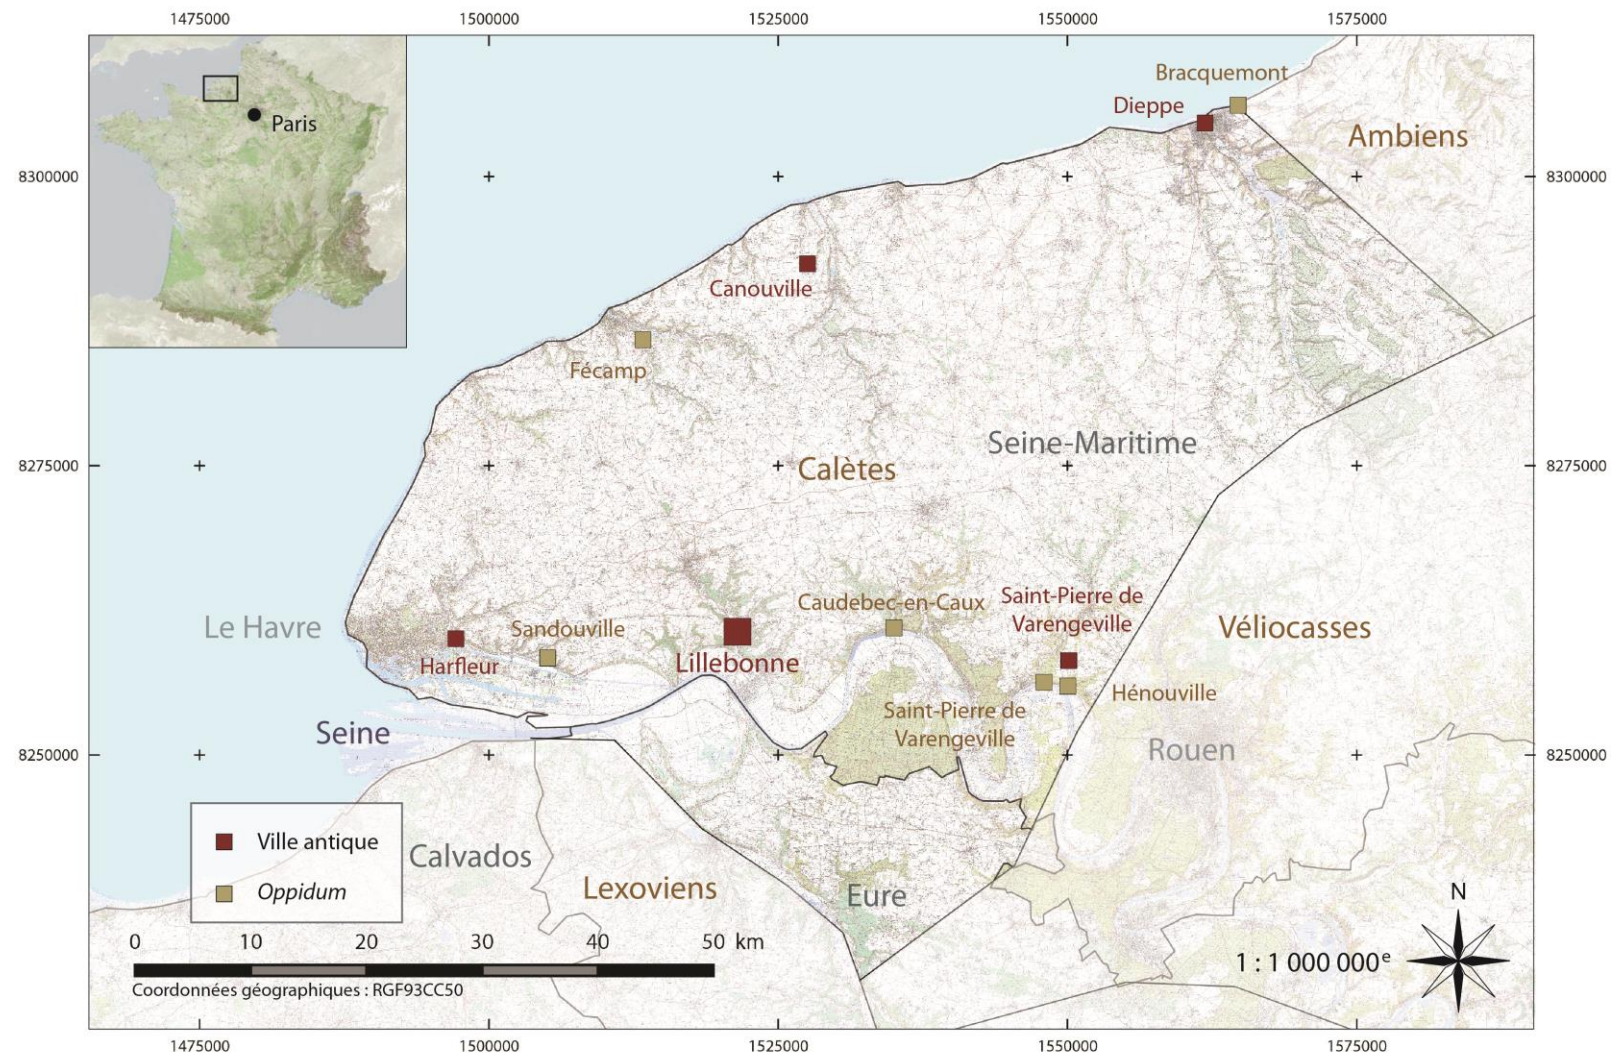 1475000 1500000 1525000 1550000 1575000
Paris
Bracquemont
Dieppe
Ambiens
8300000 8300000
Canouville
Fécamp
Seine-Maritime
8275000 8275000
Calètes
Caudebec-en-Caux
Saint-Pierre de
Varengeville
Le Havre
Sandouville
Véliocasses
Harfleur
Lillebonne
Hénouville
Saint-Pierre de
Varengeville
Seine
Rouen
8250000 8250000
Ville antique
Oppidum
Calvados
Lexoviens
Eure
N
0 10 20 30 40 50 km
1 : 1 000 000e
Coordonnées géographiques : RGF93CC50
1475000 1500000 1525000 1550000 1575000